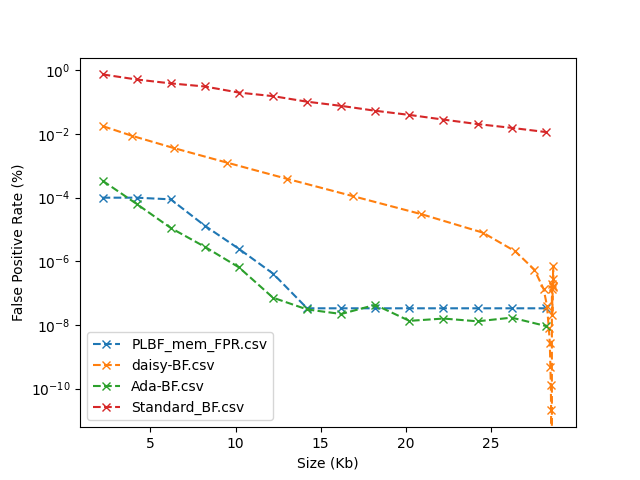 10^0
10^−2
10^−4
10^−6
10^−8
10^−10
False Positive Rate (%)
PLBF_mem_FPR.csv
daisy-BF.csv
Ada-BF.csv
Standard_BF.csv
5 10 15 20 25
Size (Kb)